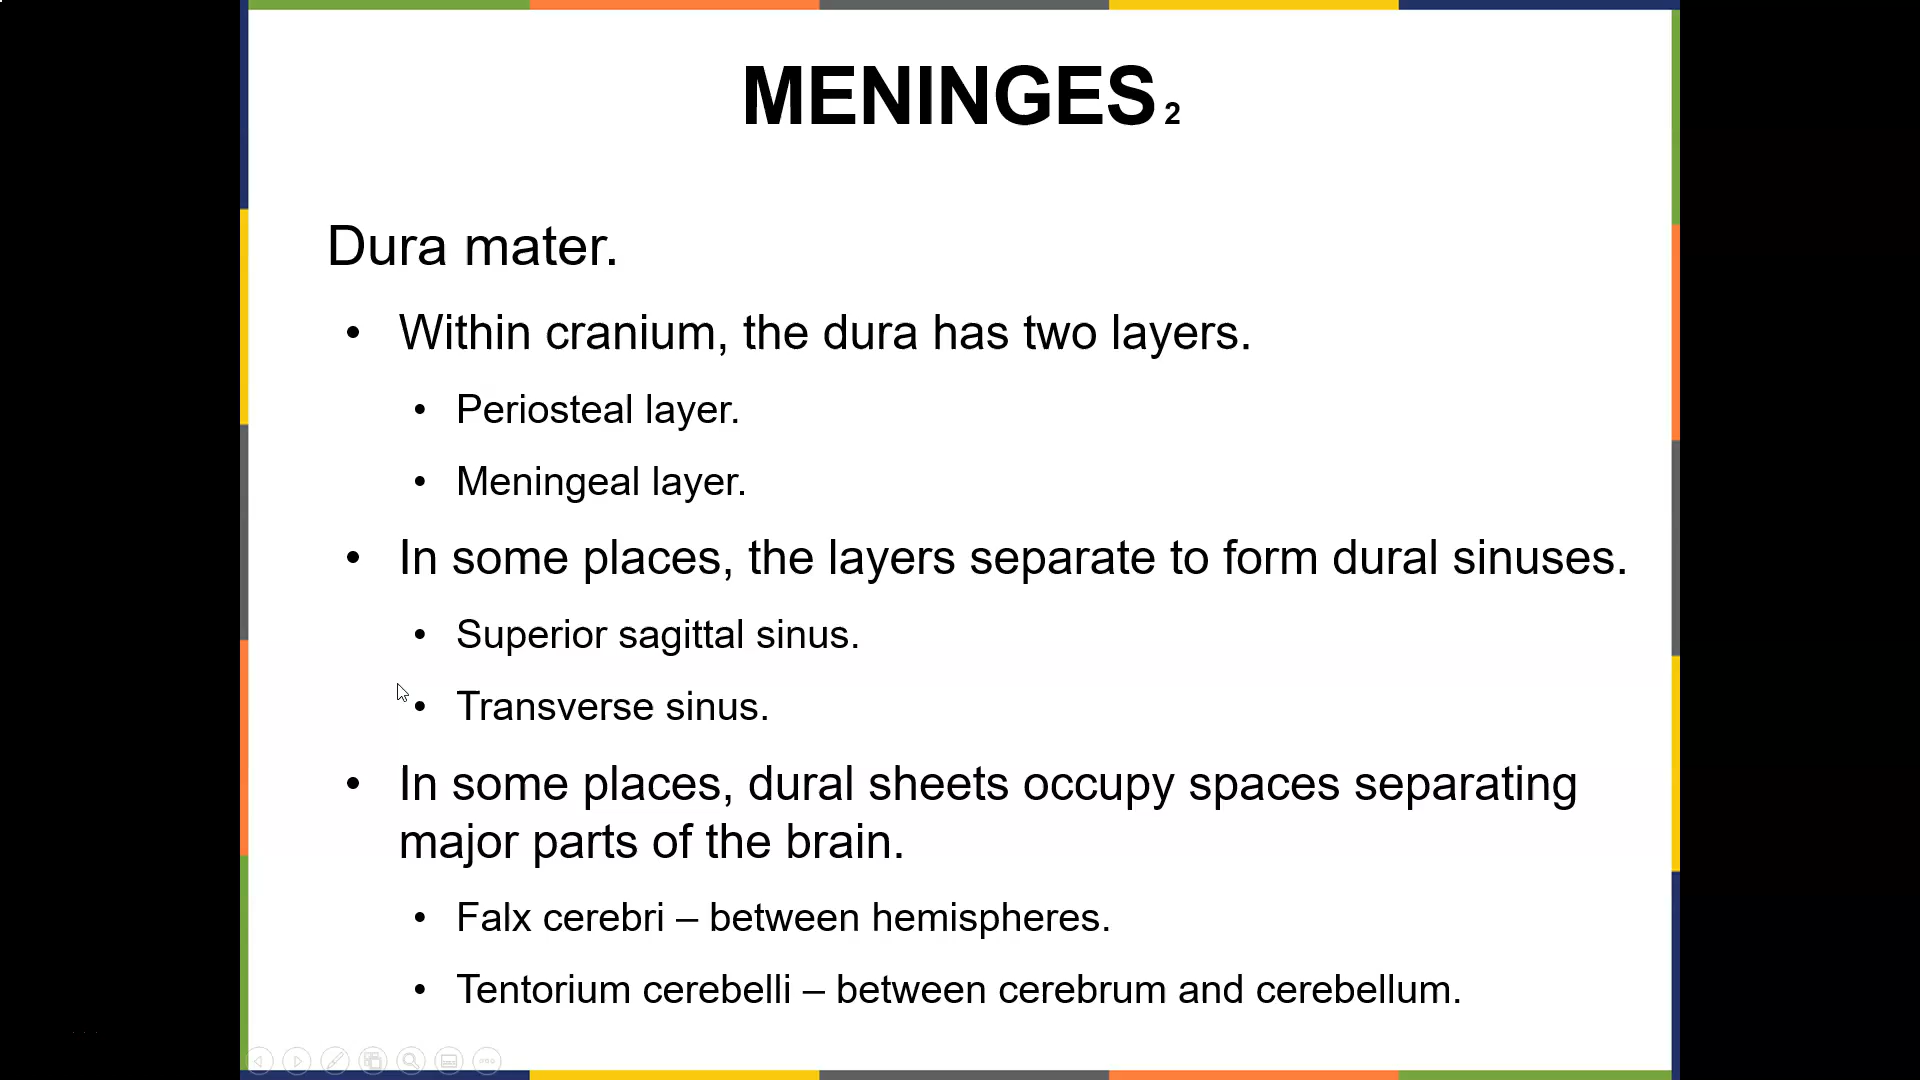 MENINGES 2
Dura mater.
• Within cranium, the dura has two layers.
• Periosteal layer.
• Meningeal layer.
• In some places, the layers separate to form dural sinuses.
• Superior sagittal sinus.
• Transverse sinus.
• In some places, dural sheets occupy spaces separating
major parts of the brain.
• Falx cerebri – between hemispheres.
• Tentorium cerebelli – between cerebrum and cerebellum.